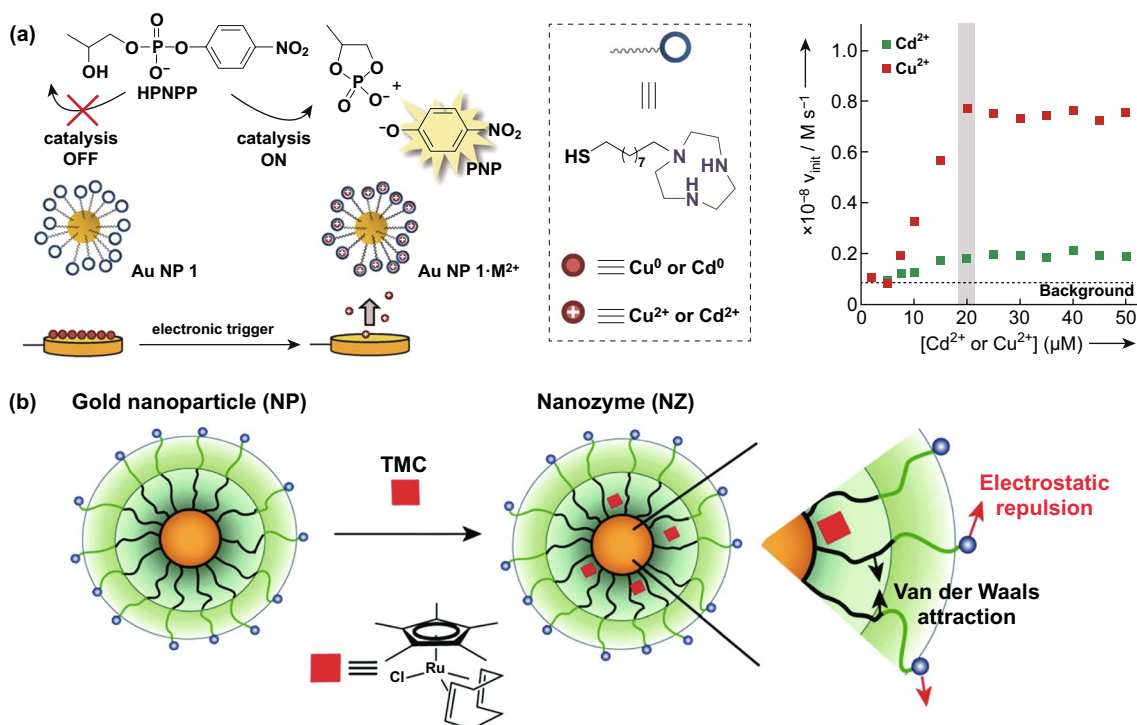 (a)
O
O
P
O
NO₂
OH
O⁻
HPNPP
O
O
P
O
O⁻
+
⁻O
NO₂
PNP
catalysis
OFF
catalysis
ON
Au NP 1
Au NP 1·M²⁺
electronic trigger
HS
7
N
HN
H
N
Cu⁰ or Cd⁰
Cu²⁺ or Cd²⁺
Cd²⁺
Cu²⁺
×10⁻⁸ vinit / M s⁻¹
1.0
0.8
0.6
0.4
0.2
0
Background
0 10 20 30 40 50
[Cd²⁺ or Cu²⁺] (µM)
(b)
Gold nanoparticle (NP)
TMC
Nanozyme (NZ)
Electrostatic
repulsion
Van der Waals
attraction
Ru
Cl